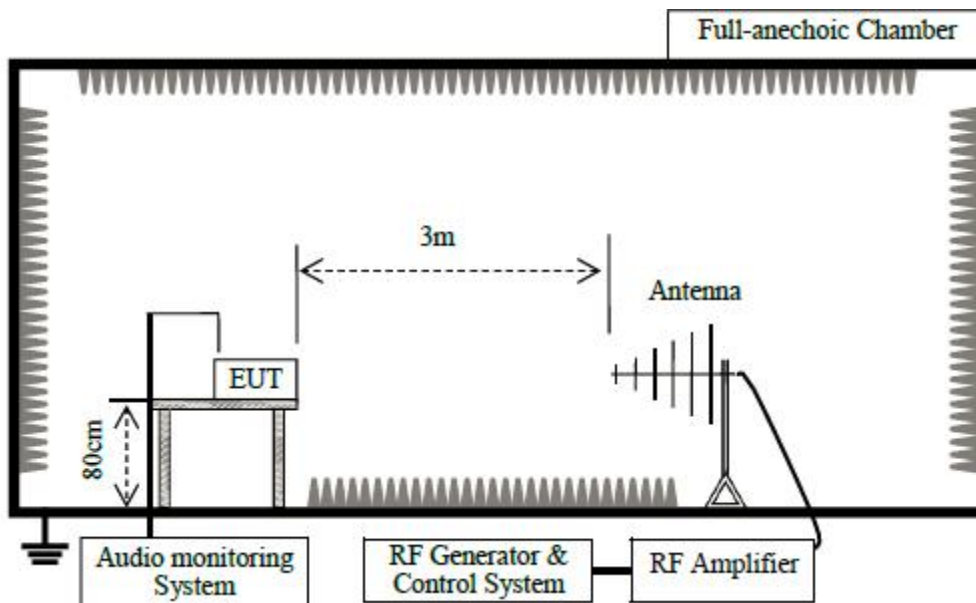 Full-anechoic Chamber
3m
Antenna
EUT
80cm
Audio monitoring
System
RF Generator &
Control System
RF Amplifier